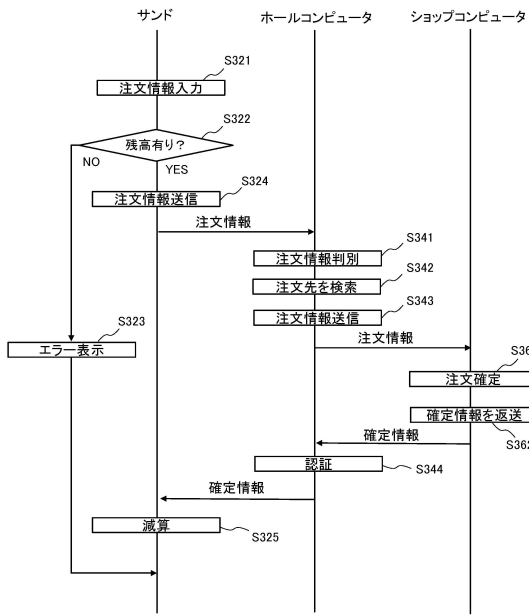 サンド
ホールコンピュータ
ショップコンピュータ
S321
注文情報入力
S322
残高有り?
NO
YES
S324
注文情報送信
注文情報
S341
注文情報判別
S342
注文先を検索
S343
注文情報送信
注文情報
S323
エラー表示
S36
注文確定
確定情報を返送
S362
確定情報
認証
S344
確定情報
減算
S325